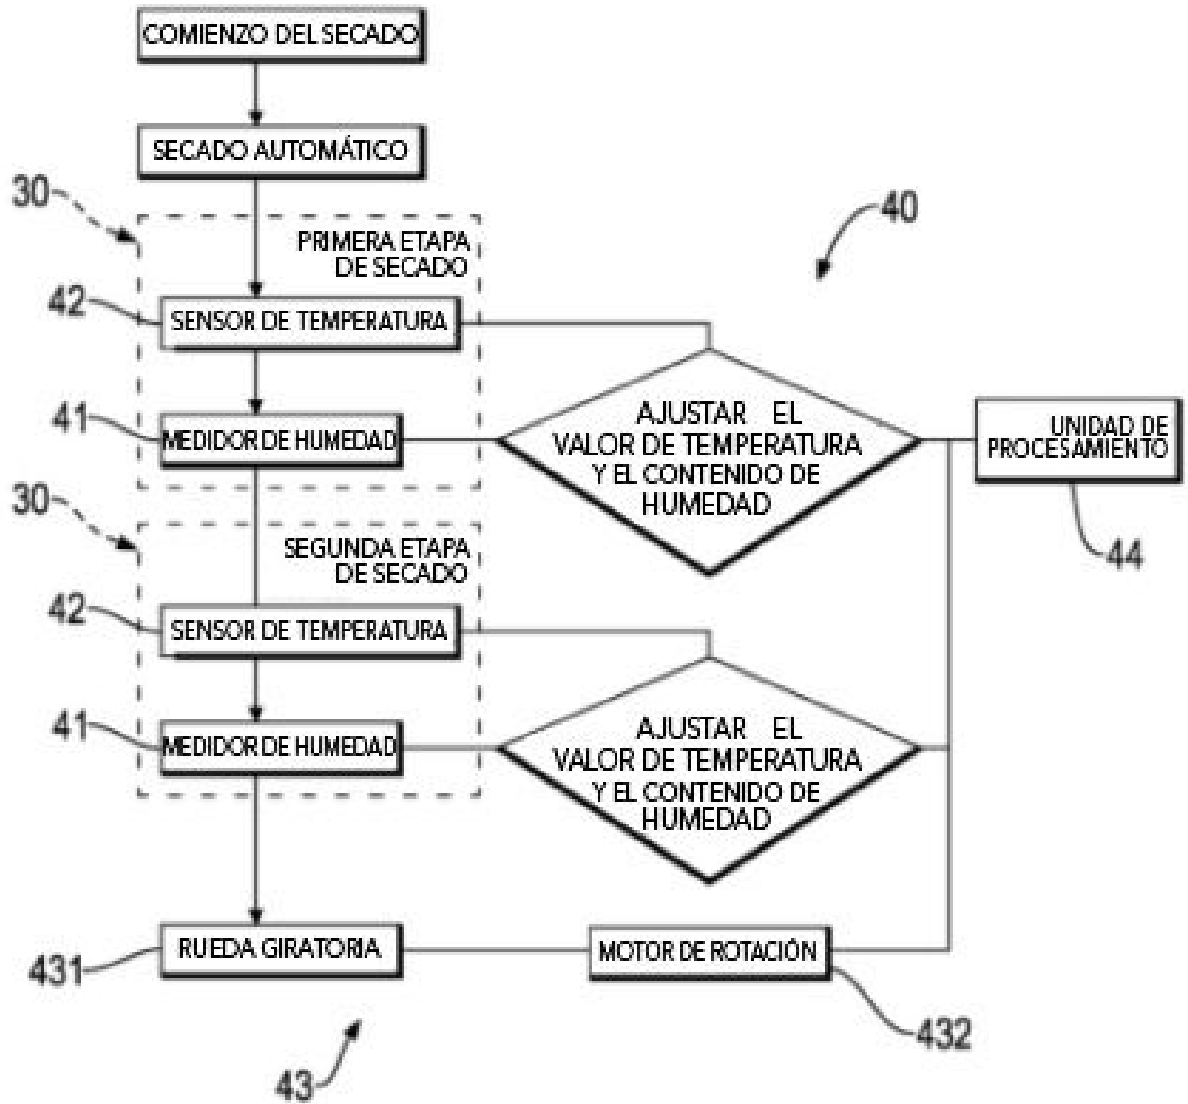 COMIENZO DEL SECADO
SECADO AUTOMÁTICO
30
40
PRIMERA ETAPA
DE SECADO
42
SENSOR DE TEMPERATURA
41
MEDIDOR DE HUMEDAD
AJUSTAR EL
VALOR DE TEMPERATURA
Y EL CONTENIDO DE
HUMEDAD
UNIDAD DE
PROCESAMIENTO
44
30
SEGUNDA ETAPA
DE SECADO
42
SENSOR DE TEMPERATURA
41
MEDIDOR DE HUMEDAD
AJUSTAR EL
VALOR DE TEMPERATURA
Y EL CONTENIDO DE
HUMEDAD
RUEDA GIRATORIA
431
MOTOR DE ROTACIÓN
432
43